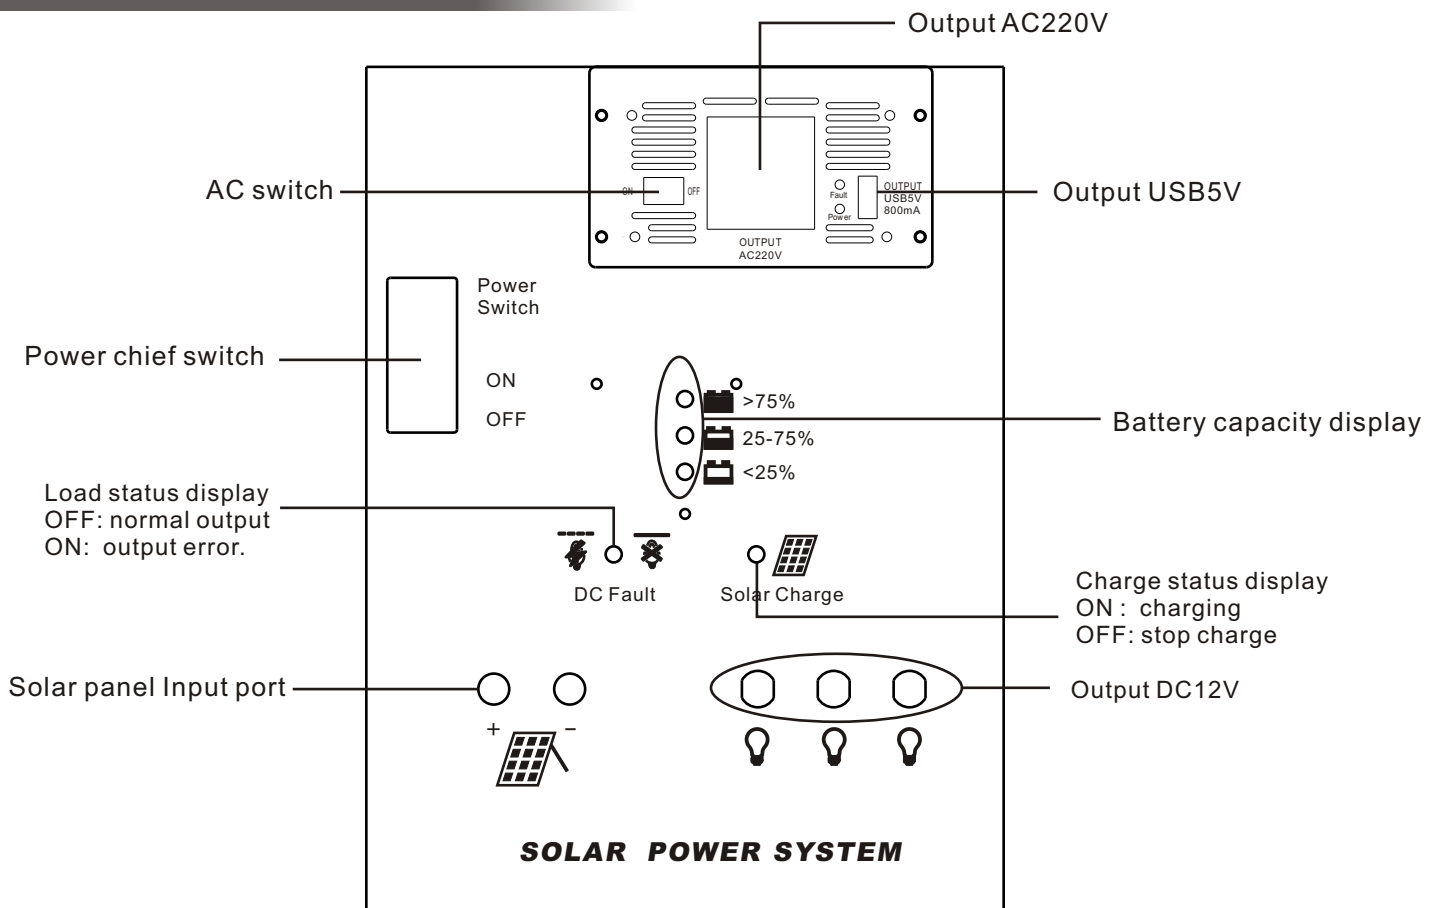 Output AC220V
AC switch
ON
OFF
Fault
Power
OUTPUT
USB5V
800mA
Output USB5V
OUTPUT
AC220V
Power
Switch
Power chief switch
ON
OFF
>75%
25-75%
<25%
Battery capacity display
Load status display
OFF: normal output
ON: output error.
DC Fault
Solar Charge
Charge status display
ON : charging
OFF: stop charge
Solar panel Input port
+ −
Output DC12V
SOLAR POWER SYSTEM